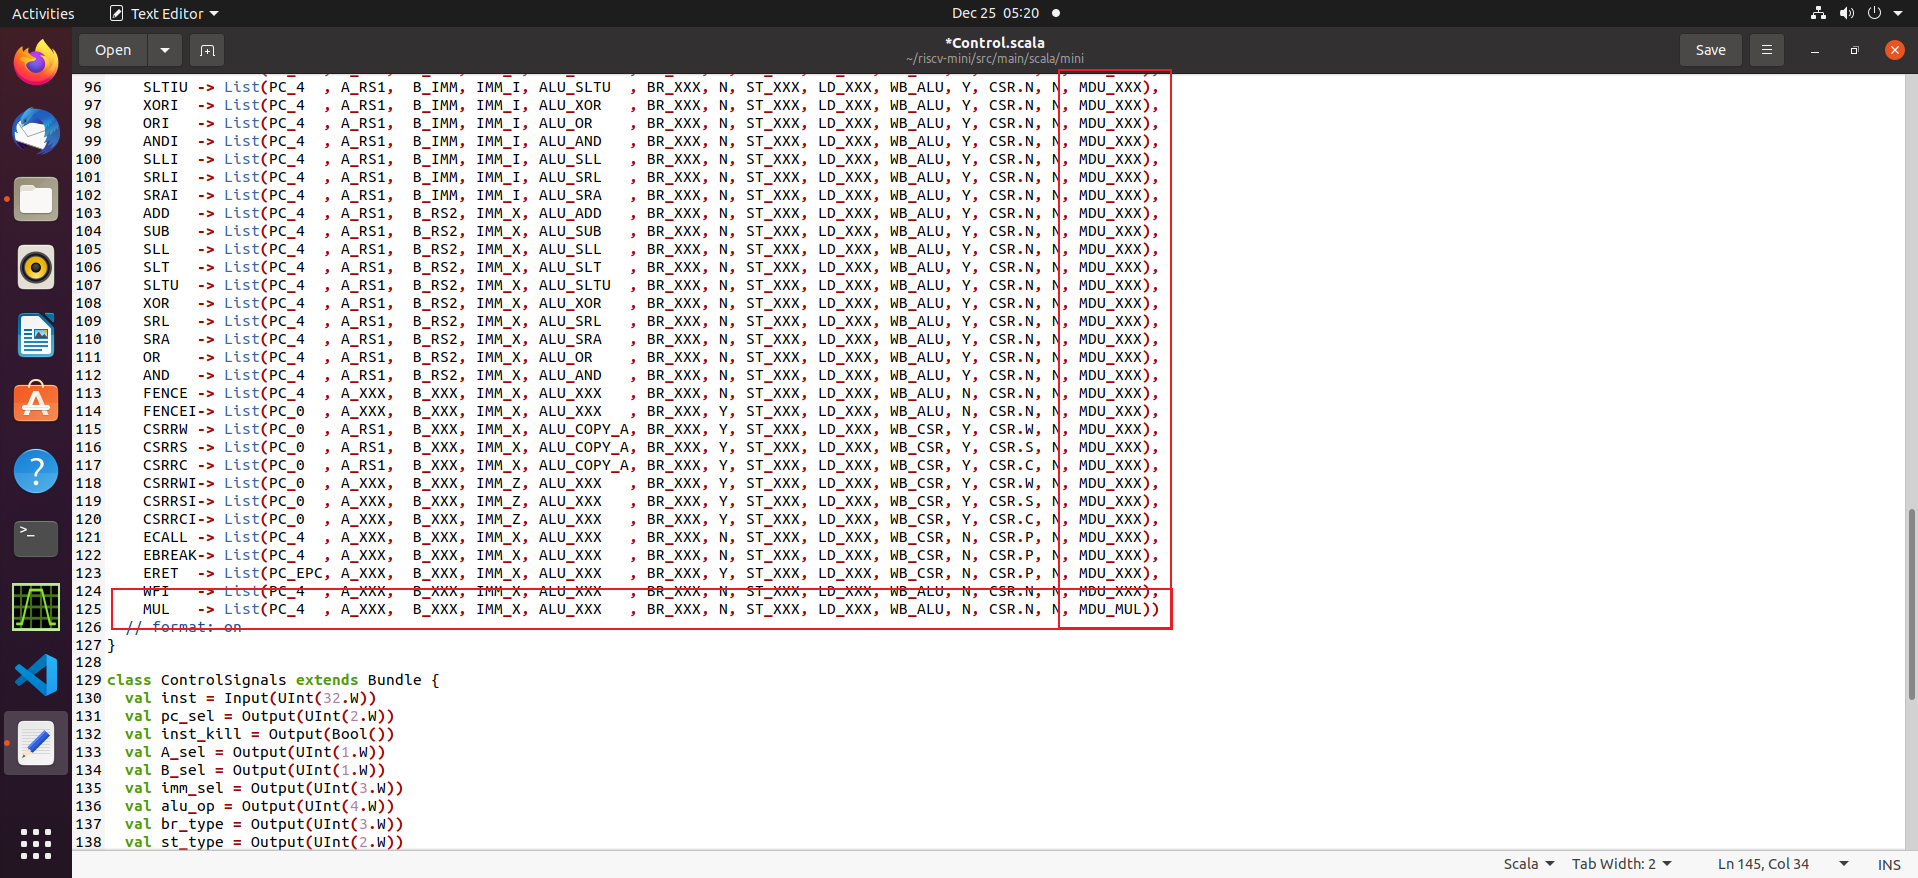 Activities
Text Editor
Dec 25 05:20
Open
*Control.scala
~/riscv-mini/src/main/scala/mini
Save
96 SLTIU -> List(PC_4 , A_RS1, B_IMM, IMM_I, ALU_SLTU , BR_XXX, N, ST_XXX, LD_XXX, WB_ALU, Y, CSR.N, N, MDU_XXX),
97 XORI -> List(PC_4 , A_RS1, B_IMM, IMM_I, ALU_XOR , BR_XXX, N, ST_XXX, LD_XXX, WB_ALU, Y, CSR.N, N, MDU_XXX),
98 ORI -> List(PC_4 , A_RS1, B_IMM, IMM_I, ALU_OR , BR_XXX, N, ST_XXX, LD_XXX, WB_ALU, Y, CSR.N, N, MDU_XXX),
99 ANDI -> List(PC_4 , A_RS1, B_IMM, IMM_I, ALU_AND , BR_XXX, N, ST_XXX, LD_XXX, WB_ALU, Y, CSR.N, N, MDU_XXX),
100 SLLI -> List(PC_4 , A_RS1, B_IMM, IMM_I, ALU_SLL , BR_XXX, N, ST_XXX, LD_XXX, WB_ALU, Y, CSR.N, N, MDU_XXX),
101 SRLI -> List(PC_4 , A_RS1, B_IMM, IMM_I, ALU_SRL , BR_XXX, N, ST_XXX, LD_XXX, WB_ALU, Y, CSR.N, N, MDU_XXX),
102 SRAI -> List(PC_4 , A_RS1, B_IMM, IMM_I, ALU_SRA , BR_XXX, N, ST_XXX, LD_XXX, WB_ALU, Y, CSR.N, N, MDU_XXX),
103 ADD -> List(PC_4 , A_RS1, B_RS2, IMM_X, ALU_ADD , BR_XXX, N, ST_XXX, LD_XXX, WB_ALU, Y, CSR.N, N, MDU_XXX),
104 SUB -> List(PC_4 , A_RS1, B_RS2, IMM_X, ALU_SUB , BR_XXX, N, ST_XXX, LD_XXX, WB_ALU, Y, CSR.N, N, MDU_XXX),
105 SLL -> List(PC_4 , A_RS1, B_RS2, IMM_X, ALU_SLL , BR_XXX, N, ST_XXX, LD_XXX, WB_ALU, Y, CSR.N, N, MDU_XXX),
106 SLT -> List(PC_4 , A_RS1, B_RS2, IMM_X, ALU_SLT , BR_XXX, N, ST_XXX, LD_XXX, WB_ALU, Y, CSR.N, N, MDU_XXX),
107 SLTU -> List(PC_4 , A_RS1, B_RS2, IMM_X, ALU_SLTU , BR_XXX, N, ST_XXX, LD_XXX, WB_ALU, Y, CSR.N, N, MDU_XXX),
108 XOR -> List(PC_4 , A_RS1, B_RS2, IMM_X, ALU_XOR , BR_XXX, N, ST_XXX, LD_XXX, WB_ALU, Y, CSR.N, N, MDU_XXX),
109 SRL -> List(PC_4 , A_RS1, B_RS2, IMM_X, ALU_SRL , BR_XXX, N, ST_XXX, LD_XXX, WB_ALU, Y, CSR.N, N, MDU_XXX),
110 SRA -> List(PC_4 , A_RS1, B_RS2, IMM_X, ALU_SRA , BR_XXX, N, ST_XXX, LD_XXX, WB_ALU, Y, CSR.N, N, MDU_XXX),
111 OR -> List(PC_4 , A_RS1, B_RS2, IMM_X, ALU_OR , BR_XXX, N, ST_XXX, LD_XXX, WB_ALU, Y, CSR.N, N, MDU_XXX),
112 AND -> List(PC_4 , A_RS1, B_RS2, IMM_X, ALU_AND , BR_XXX, N, ST_XXX, LD_XXX, WB_ALU, Y, CSR.N, N, MDU_XXX),
113 FENCE -> List(PC_4 , A_XXX, B_XXX, IMM_X, ALU_XXX , BR_XXX, N, ST_XXX, LD_XXX, WB_ALU, N, CSR.N, N, MDU_XXX),
114 FENCEI-> List(PC_0 , A_XXX, B_XXX, IMM_X, ALU_XXX , BR_XXX, Y, ST_XXX, LD_XXX, WB_ALU, N, CSR.N, N, MDU_XXX),
115 CSRRW -> List(PC_0 , A_RS1, B_XXX, IMM_X, ALU_COPY_A, BR_XXX, Y, ST_XXX, LD_XXX, WB_CSR, Y, CSR.W, N, MDU_XXX),
116 CSRRS -> List(PC_0 , A_RS1, B_XXX, IMM_X, ALU_COPY_A, BR_XXX, Y, ST_XXX, LD_XXX, WB_CSR, Y, CSR.S, N, MDU_XXX),
117 CSRRC -> List(PC_0 , A_RS1, B_XXX, IMM_X, ALU_COPY_A, BR_XXX, Y, ST_XXX, LD_XXX, WB_CSR, Y, CSR.C, N, MDU_XXX),
118 CSRRWI-> List(PC_0 , A_XXX, B_XXX, IMM_Z, ALU_XXX , BR_XXX, Y, ST_XXX, LD_XXX, WB_CSR, Y, CSR.W, N, MDU_XXX),
119 CSRRSI-> List(PC_0 , A_XXX, B_XXX, IMM_Z, ALU_XXX , BR_XXX, Y, ST_XXX, LD_XXX, WB_CSR, Y, CSR.S, N, MDU_XXX),
120 CSRRCI-> List(PC_0 , A_XXX, B_XXX, IMM_Z, ALU_XXX , BR_XXX, Y, ST_XXX, LD_XXX, WB_CSR, Y, CSR.C, N, MDU_XXX),
121 ECALL -> List(PC_4 , A_XXX, B_XXX, IMM_X, ALU_XXX , BR_XXX, N, ST_XXX, LD_XXX, WB_CSR, N, CSR.P, N, MDU_XXX),
122 EBREAK-> List(PC_4 , A_XXX, B_XXX, IMM_X, ALU_XXX , BR_XXX, N, ST_XXX, LD_XXX, WB_CSR, N, CSR.P, N, MDU_XXX),
123 ERET -> List(PC_EPC, A_XXX, B_XXX, IMM_X, ALU_XXX , BR_XXX, Y, ST_XXX, LD_XXX, WB_CSR, N, CSR.P, N, MDU_XXX),
124 WFI -> List(PC_4 , A_XXX, B_XXX, IMM_X, ALU_XXX , BR_XXX, N, ST_XXX, LD_XXX, WB_ALU, N, CSR.N, N, MDU_XXX),
125 MUL -> List(PC_4 , A_XXX, B_XXX, IMM_X, ALU_XXX , BR_XXX, N, ST_XXX, LD_XXX, WB_ALU, N, CSR.N, N, MDU_MUL))
126 // format: on
127 }
128
129 class ControlSignals extends Bundle {
130 val inst = Input(UInt(32.W))
131 val pc_sel = Output(UInt(2.W))
132 val inst_kill = Output(Bool())
133 val A_sel = Output(UInt(1.W))
134 val B_sel = Output(UInt(1.W))
135 val imm_sel = Output(UInt(3.W))
136 val alu_op = Output(UInt(4.W))
137 val br_type = Output(UInt(3.W))
138 val st_type = Output(UInt(2.W))
Scala
Tab Width: 2
Ln 145, Col 34
INS